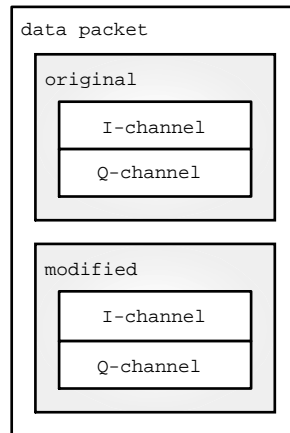 data packet
original
I-channel
Q-channel
modified
I-channel
Q-channel